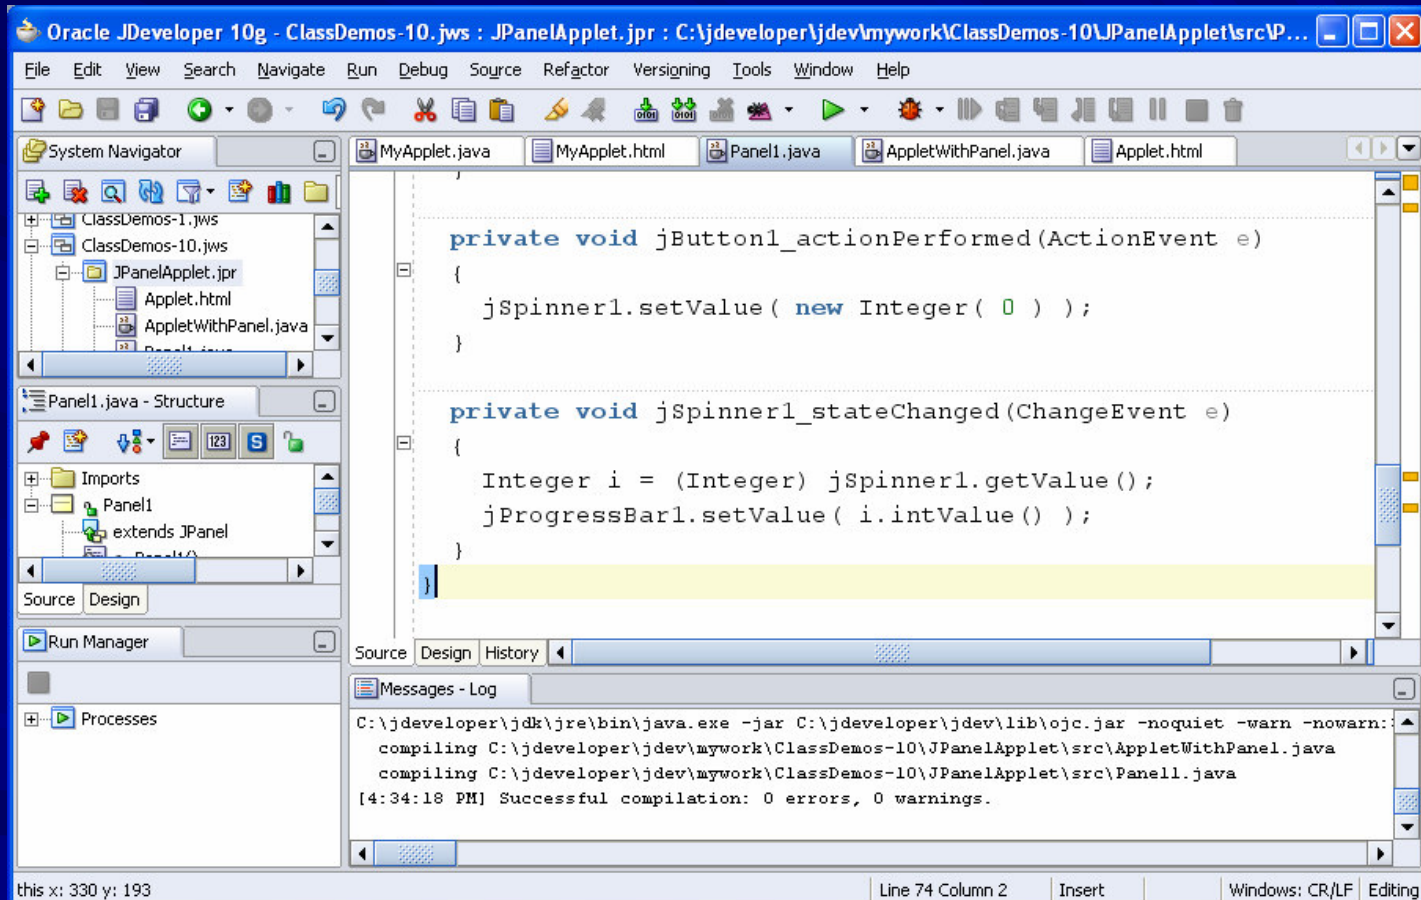 Oracle JDeveloper 10g - ClassDemos-10.jws : JPanelApplet.jpr : C:\jdeveloper\jdev\mywork\ClassDemos-10\JPanelApplet\src\P...
File Edit View Search Navigate Run Debug Source Refactor Versioning Tools Window Help
System Navigator
ClassDemos-1.jws
ClassDemos-10.jws
JPanelApplet.jpr
Applet.html
AppletWithPanel.java
Panel1.java
Panel1.java - Structure
Imports
Panel1
extends JPanel
Panel1()
Source Design
Run Manager
Processes
MyApplet.java MyApplet.html Panel1.java AppletWithPanel.java Applet.html
}
private void jButton1_actionPerformed(ActionEvent e)
{
jSpinner1.setValue( new Integer( 0 ) );
}
private void jSpinner1_stateChanged(ChangeEvent e)
{
Integer i = (Integer) jSpinner1.getValue();
jProgressBar1.setValue( i.intValue() );
}
}
Source Design History
Messages - Log
C:\jdeveloper\jdk\jre\bin\java.exe -jar C:\jdeveloper\jdev\lib\ojc.jar -noquiet -warn -nowarn:
compiling C:\jdeveloper\jdev\mywork\ClassDemos-10\JPanelApplet\src\AppletWithPanel.java
compiling C:\jdeveloper\jdev\mywork\ClassDemos-10\JPanelApplet\src\Panel1.java
[4:34:18 PM] Successful compilation: 0 errors, 0 warnings.
this x: 330 y: 193
Line 74 Column 2 Insert Windows: CR/LF Editing